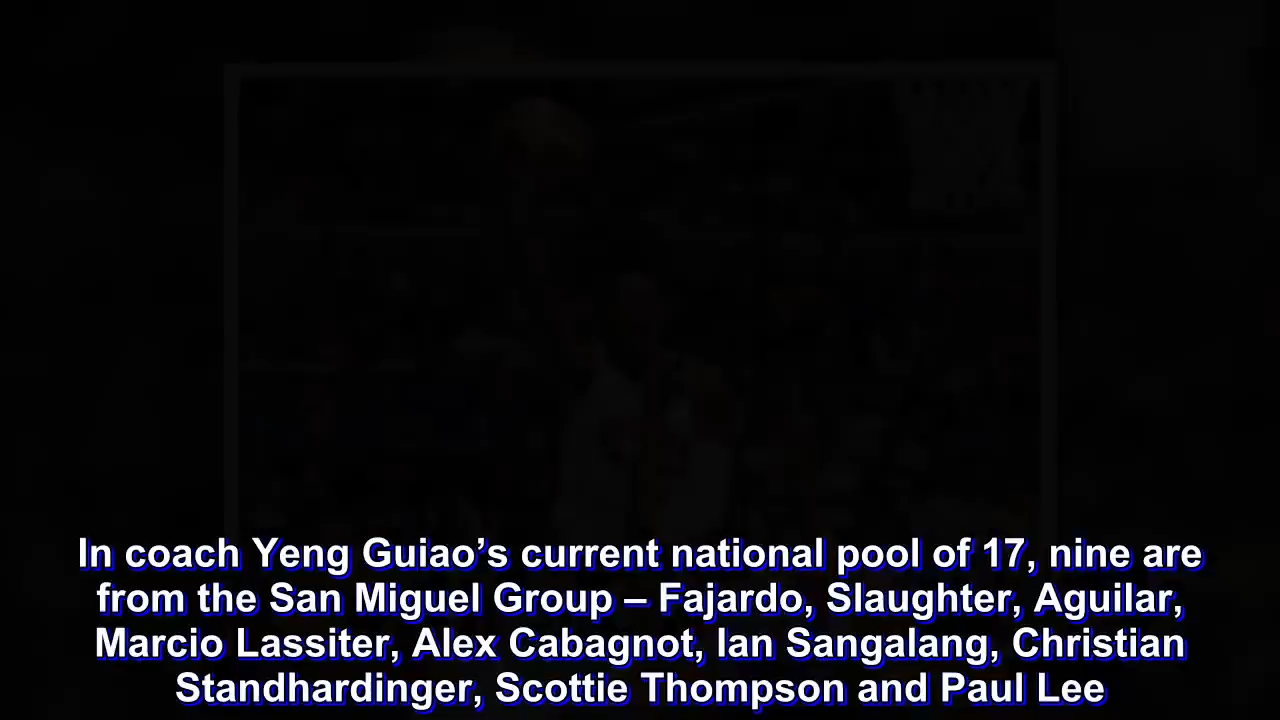 In coach Yeng Guiao’s current national pool of 17, nine are
from the San Miguel Group – Fajardo, Slaughter, Aguilar,
Marcio Lassiter, Alex Cabagnot, Ian Sangalang, Christian
Standhardinger, Scottie Thompson and Paul Lee